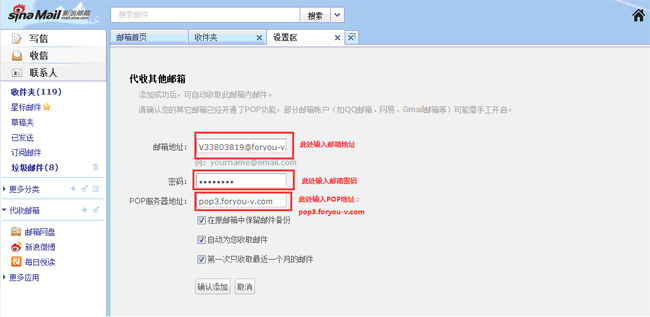 sina Mail 新浪邮箱
mail.sina.com
搜索邮件
搜索
写信
收信
联系人
邮箱首页
收件夹
设置区
收件夹(119)
星标邮件
草稿夹
已发送
订阅邮件
垃圾邮件(8)
更多分类
代收邮箱
邮箱网盘
新浪微博
每日悦读
更多应用
代收其他邮箱
添加成功后，可自动收取此邮箱内邮件。
请确认您的其它邮箱已经开通了POP功能，部分邮箱帐户（如QQ邮箱、网易、Gmail邮箱等）可能需手工开启。
邮箱地址：
V33803819@foryou-v.
此处输入邮箱地址
例：yourname@email.com
密码：
••••••••
此处输入邮箱密码
POP服务器地址：
pop3.foryou-v.com
此处输入POP地址：
pop3.foryou-v.com
在原邮箱中保留邮件备份
自动为您收取邮件
第一次只收取最近一个月的邮件
确认添加
取消